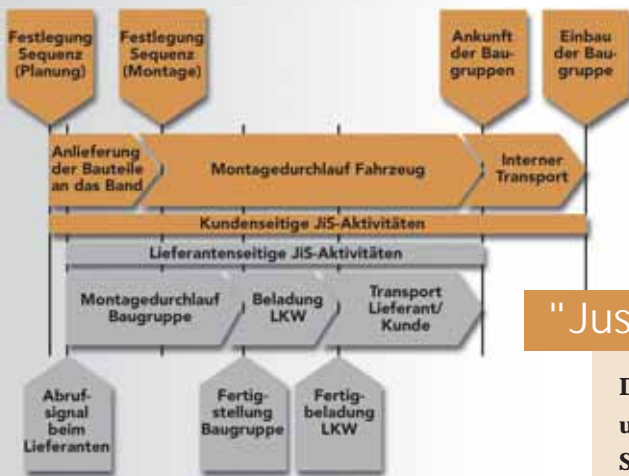 Festlegung
Sequenz
(Planung)
Festlegung
Sequenz
(Montage)
Ankunft
der Bau-
gruppen
Einbau
der Bau-
gruppe
Anlieferung
der Bauteile
an das Band
Montagedurchlauf Fahrzeug
Interner
Transport
Kundenseitige JiS-Aktivitäten
Lieferantenseitige JiS-Aktivitäten
Montagedurchlauf
Baugruppe
Beladung
LKW
Transport
Lieferant/
Kunde
"Jus
Abruf-
signal
beim
Lieferanten
Fertig-
stellung
Baugruppe
Fertig-
beladung
LKW
D
u
S